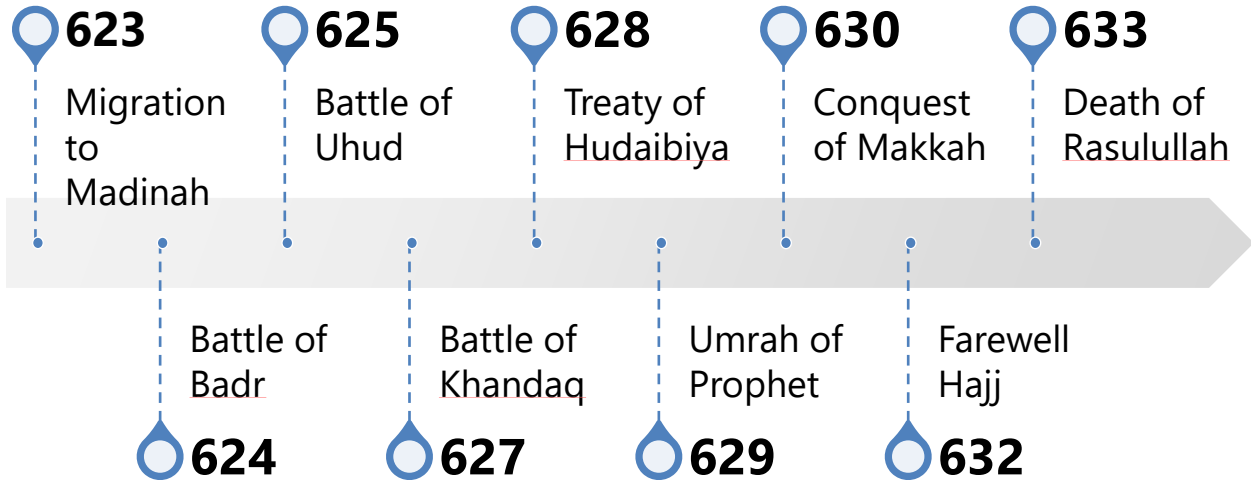 623
Migration
to
Madinah
624
Battle of
Badr
625
Battle of
Uhud
627
Battle of
Khandaq
628
Treaty of
Hudaibiya
629
Umrah of
Prophet
630
Conquest
of Makkah
632
Farewell
Hajj
633
Death of
Rasulullah